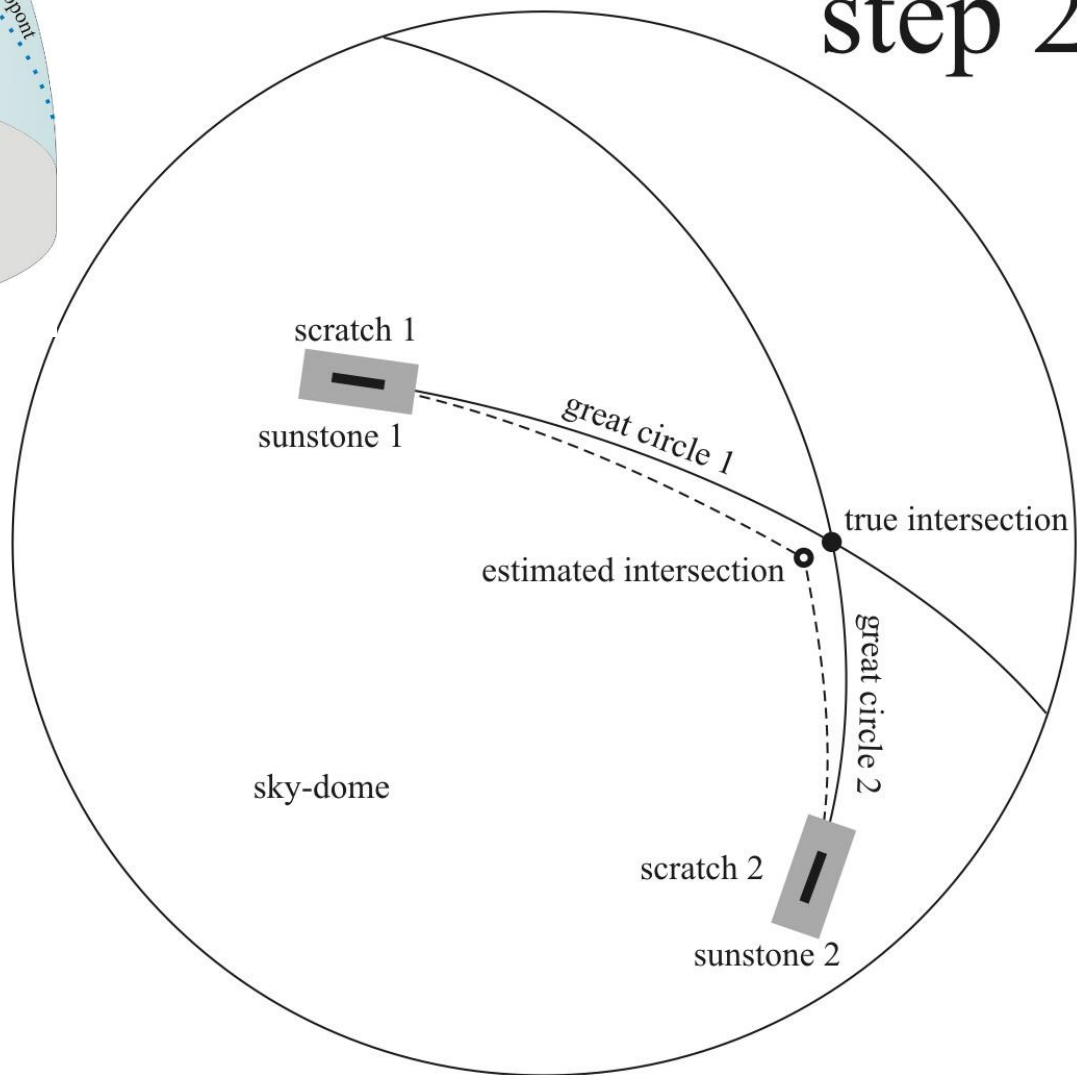 step 2
scratch 1
sunstone 1
great circle 1
true intersection
estimated intersection
great circle 2
sky-dome
scratch 2
sunstone 2